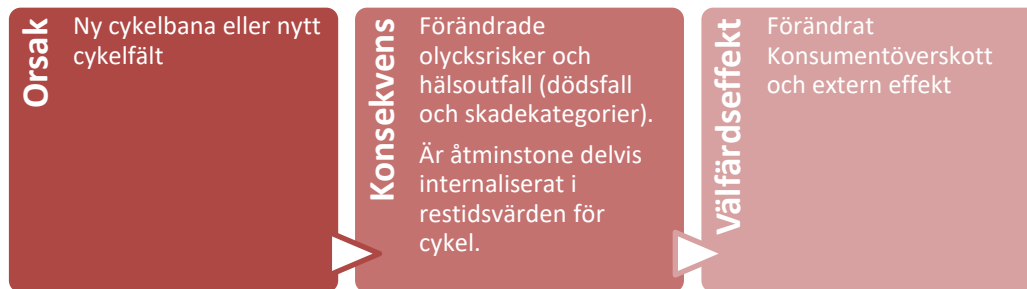 Orsak
Ny cykelbana eller nytt
cykelfält
Konsekvens
Förändrade
olycksrisker och
hälsoutfall (dödsfall
och skadekategorier).
Är åtminstone delvis
internaliserat i
restidsvärden för
cykel.
Välfärdseffekt
Förändrat
Konsumentöverskott
och extern effekt